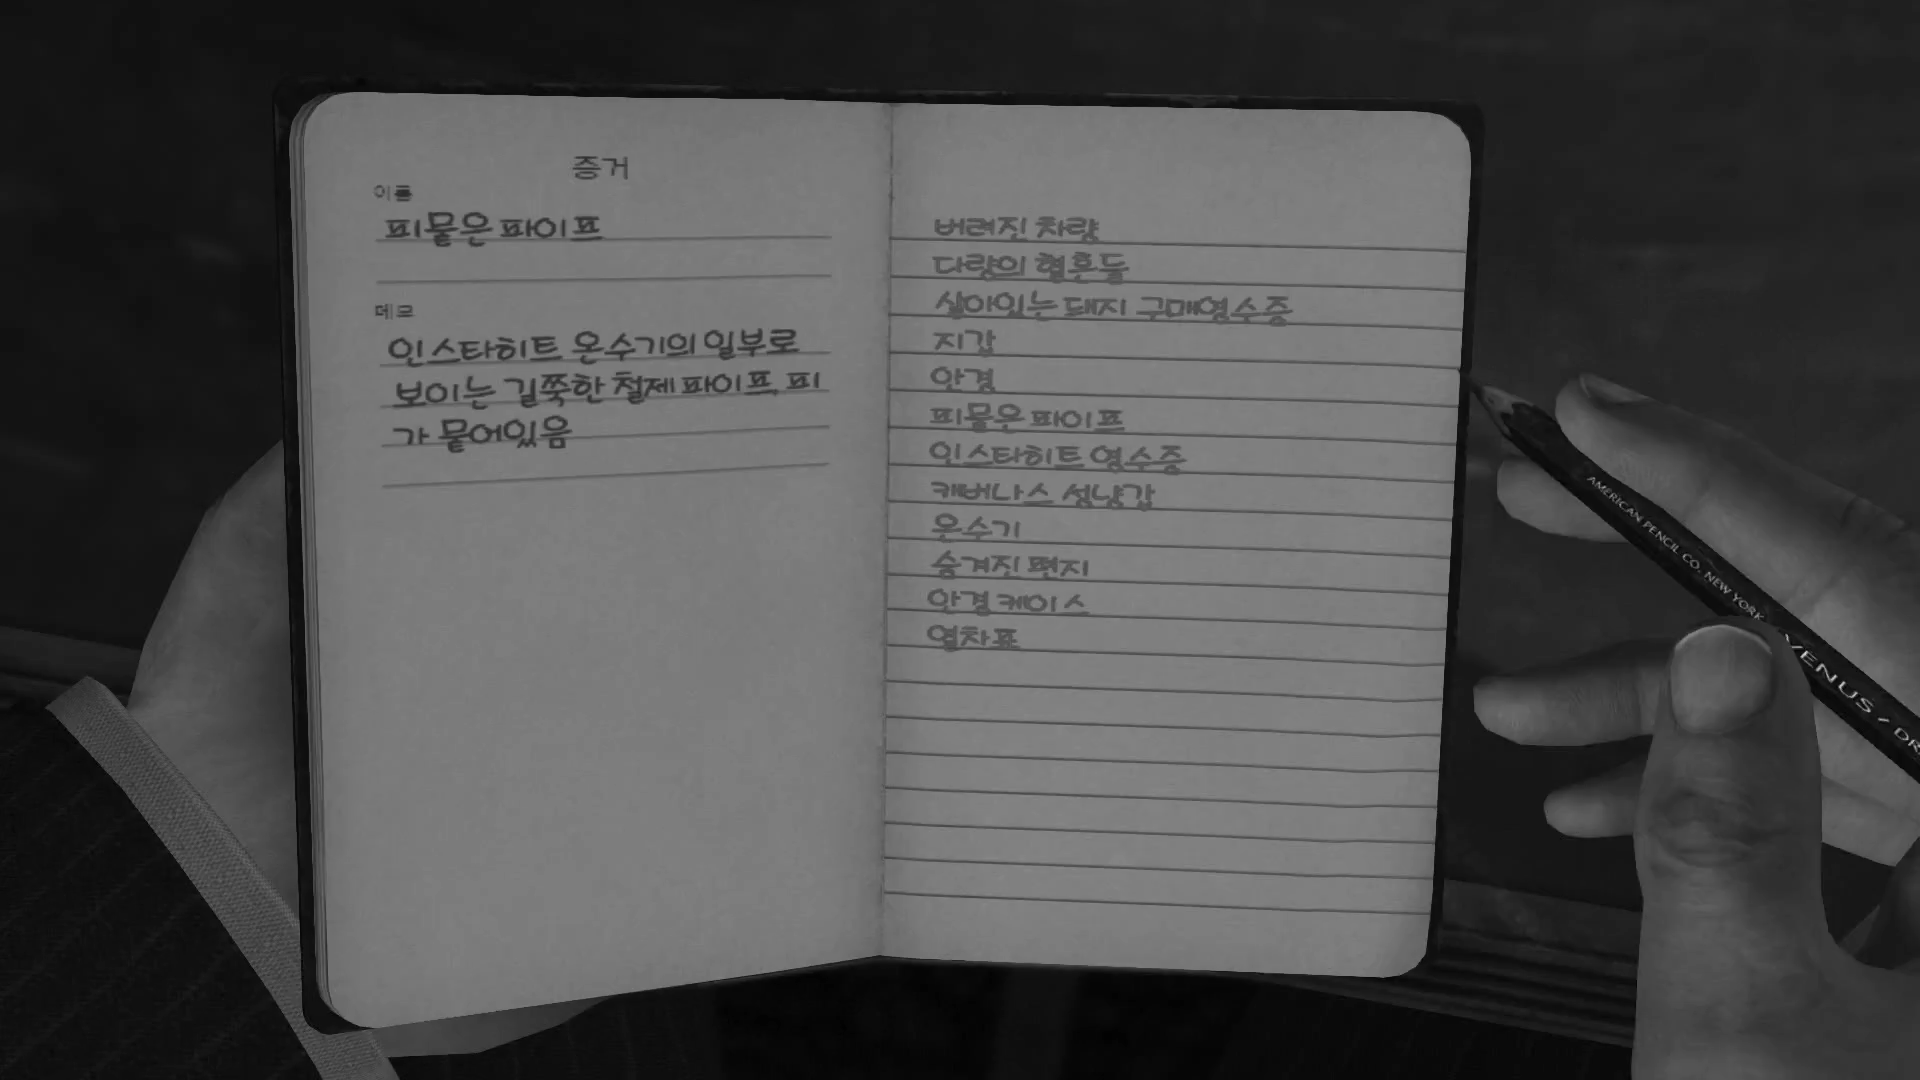 증거
이름
피묻은 파이프
메모
인스타히트 온수기의 일부로
보이는 길쭉한 철제 파이프, 피
가 묻어있음
버려진 차량
다량의 혈흔들
살아있는 돼지 구매영수증
지갑
안경
피묻은 파이프
인스타히트 영수증
캐버나스 성냥갑
온수기
숨겨진 편지
안경 케이스
열차표
AMERICAN PENCIL CO. NEW YORK
VENUS / DR